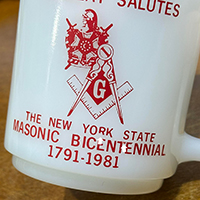 SALUTES
G
THE NEW YORK STATE
MASONIC BICENTENNIAL
1791-1981